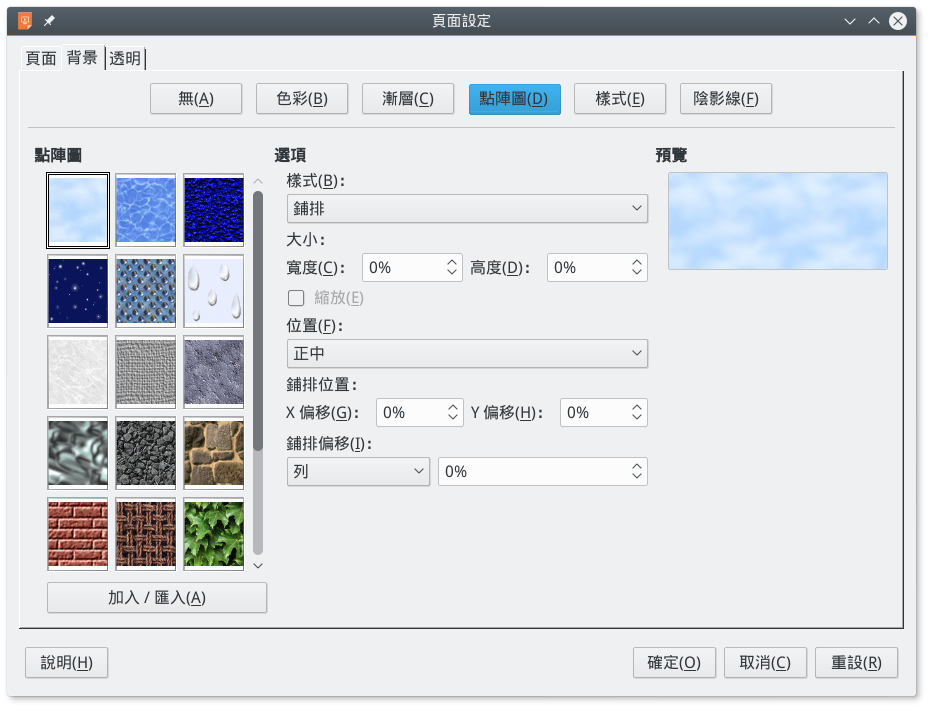 頁面設定
頁面 背景 透明
無(A) 色彩(B) 漸層(C) 點陣圖(D) 樣式(E) 陰影線(F)
點陣圖
選項
預覽
樣式(B):
鋪排
大小:
寬度(C): 0% 高度(D): 0%
縮放(E)
位置(F):
正中
鋪排位置:
X 偏移(G): 0% Y 偏移(H): 0%
鋪排偏移(I):
列 0%
加入 / 匯入(A)
說明(H) 確定(O) 取消(C) 重設(R)